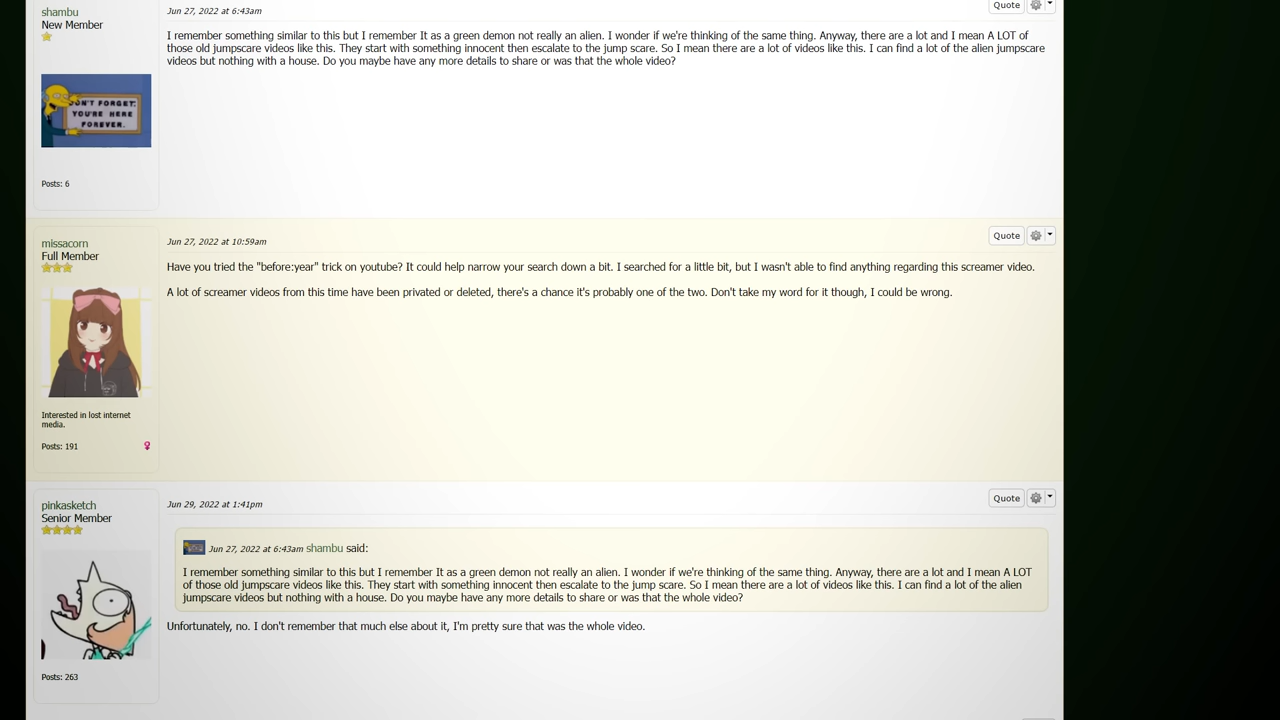 shambu
New Member
Jun 27, 2022 at 6:43am
Quote
I remember something similar to this but I remember It as a green demon not really an alien. I wonder if we're thinking of the same thing. Anyway, there are a lot and I mean A LOT of
those old jumpscare videos like this. They start with something innocent then escalate to the jump scare. So I mean there are a lot of videos like this. I can find a lot of the alien jumpscare
videos but nothing with a house. Do you maybe have any more details to share or was that the whole video?
DON'T FORGET:
YOU'RE HERE
FOREVER.
Posts: 6
missacorn
Full Member
Jun 27, 2022 at 10:59am
Quote
Have you tried the "before:year" trick on youtube? It could help narrow your search down a bit. I searched for a little bit, but I wasn't able to find anything regarding this screamer video.
A lot of screamer videos from this time have been privated or deleted, there's a chance it's probably one of the two. Don't take my word for it though, I could be wrong.
Interested in lost internet
media.
Posts: 191
pinkasketch
Senior Member
Jun 29, 2022 at 1:41pm
Quote
Jun 27, 2022 at 6:43am shambu said:
I remember something similar to this but I remember It as a green demon not really an alien. I wonder if we're thinking of the same thing. Anyway, there are a lot and I mean A LOT
of those old jumpscare videos like this. They start with something innocent then escalate to the jump scare. So I mean there are a lot of videos like this. I can find a lot of the alien
jumpscare videos but nothing with a house. Do you maybe have any more details to share or was that the whole video?
Unfortunately, no. I don't remember that much else about it, I'm pretty sure that was the whole video.
Posts: 263